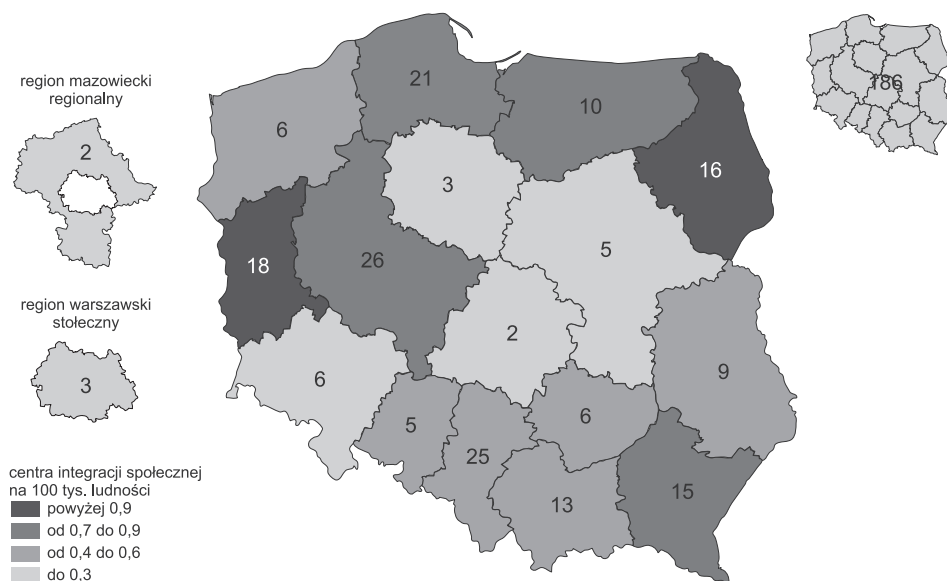 region mazowiecki
regionalny
2
region warszawski
stołeczny
3
21
10
6
16
3
5
18
26
2
6
9
5
6
25
13
15
186
centra integracji społecznej
na 100 tys. ludności
powyżej 0,9
od 0,7 do 0,9
od 0,4 do 0,6
do 0,3